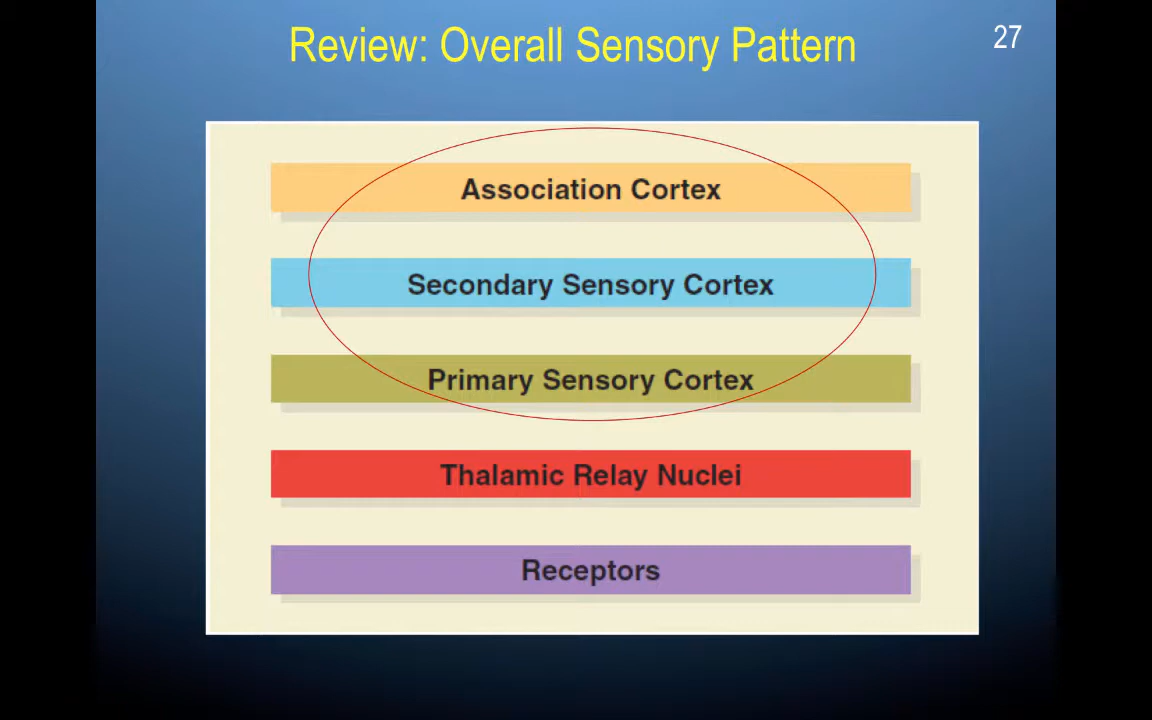 Review: Overall Sensory Pattern
27
Association Cortex
Secondary Sensory Cortex
Primary Sensory Cortex
Thalamic Relay Nuclei
Receptors